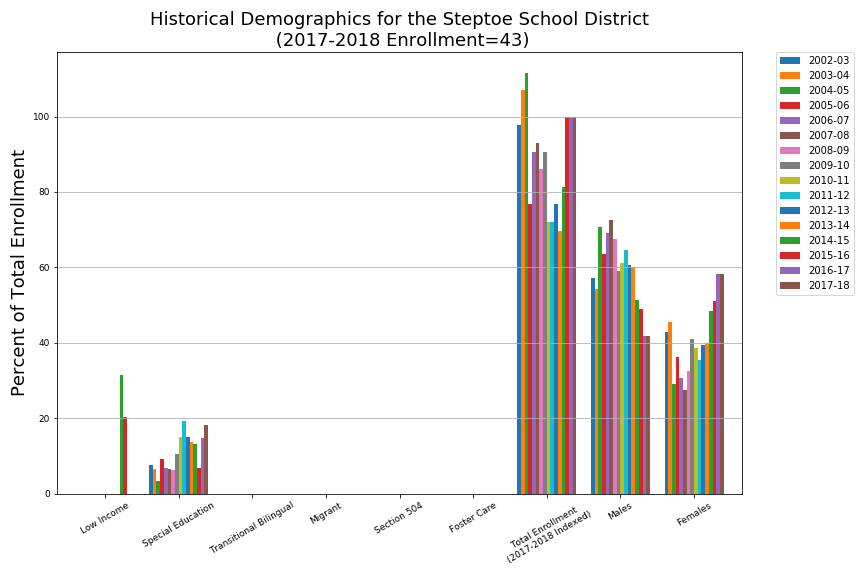 Historical Demographics for the Steptoe School District
(2017-2018 Enrollment=43)
Percent of Total Enrollment
100
80
60
40
20
0
Low Income
Special Education
Transitional Bilingual
Migrant
Section 504
Foster Care
Total Enrollment
(2017-2018 Indexed)
Males
Females
2002-03
2003-04
2004-05
2005-06
2006-07
2007-08
2008-09
2009-10
2010-11
2011-12
2012-13
2013-14
2014-15
2015-16
2016-17
2017-18